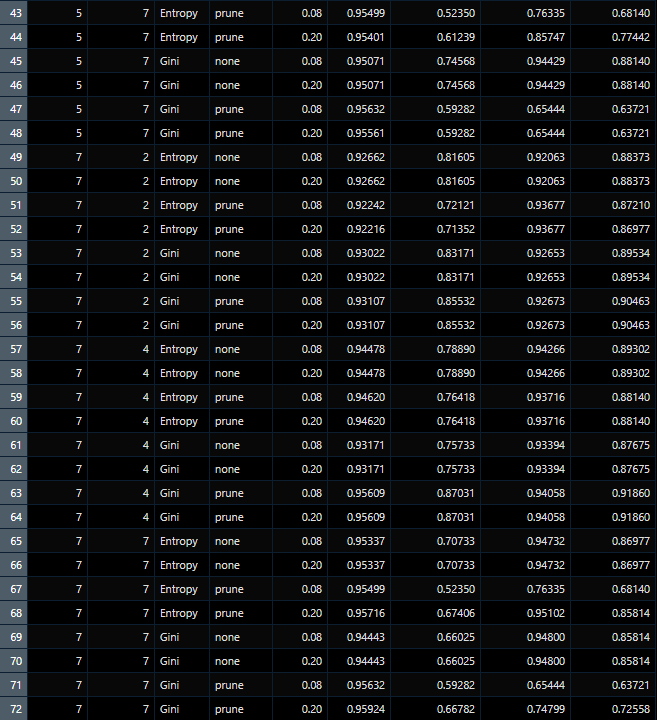 43 5 7 Entropy prune 0.08 0.95499 0.52350 0.76335 0.68140
44 5 7 Entropy prune 0.20 0.95401 0.61239 0.85747 0.77442
45 5 7 Gini none 0.08 0.95071 0.74568 0.94429 0.88140
46 5 7 Gini none 0.20 0.95071 0.74568 0.94429 0.88140
47 5 7 Gini prune 0.08 0.95632 0.59282 0.65444 0.63721
48 5 7 Gini prune 0.20 0.95561 0.59282 0.65444 0.63721
49 7 2 Entropy none 0.08 0.92662 0.81605 0.92063 0.88373
50 7 2 Entropy none 0.20 0.92662 0.81605 0.92063 0.88373
51 7 2 Entropy prune 0.08 0.92242 0.72121 0.93677 0.87210
52 7 2 Entropy prune 0.20 0.92216 0.71352 0.93677 0.86977
53 7 2 Gini none 0.08 0.93022 0.83171 0.92653 0.89534
54 7 2 Gini none 0.20 0.93022 0.83171 0.92653 0.89534
55 7 2 Gini prune 0.08 0.93107 0.85532 0.92673 0.90463
56 7 2 Gini prune 0.20 0.93107 0.85532 0.92673 0.90463
57 7 4 Entropy none 0.08 0.94478 0.78890 0.94266 0.89302
58 7 4 Entropy none 0.20 0.94478 0.78890 0.94266 0.89302
59 7 4 Entropy prune 0.08 0.94620 0.76418 0.93716 0.88140
60 7 4 Entropy prune 0.20 0.94620 0.76418 0.93716 0.88140
61 7 4 Gini none 0.08 0.93171 0.75733 0.93394 0.87675
62 7 4 Gini none 0.20 0.93171 0.75733 0.93394 0.87675
63 7 4 Gini prune 0.08 0.95609 0.87031 0.94058 0.91860
64 7 4 Gini prune 0.20 0.95609 0.87031 0.94058 0.91860
65 7 7 Entropy none 0.08 0.95337 0.70733 0.94732 0.86977
66 7 7 Entropy none 0.20 0.95337 0.70733 0.94732 0.86977
67 7 7 Entropy prune 0.08 0.95499 0.52350 0.76335 0.68140
68 7 7 Entropy prune 0.20 0.95716 0.67406 0.95102 0.85814
69 7 7 Gini none 0.08 0.94443 0.66025 0.94800 0.85814
70 7 7 Gini none 0.20 0.94443 0.66025 0.94800 0.85814
71 7 7 Gini prune 0.08 0.95632 0.59282 0.65444 0.63721
72 7 7 Gini prune 0.20 0.95924 0.66782 0.74799 0.72558